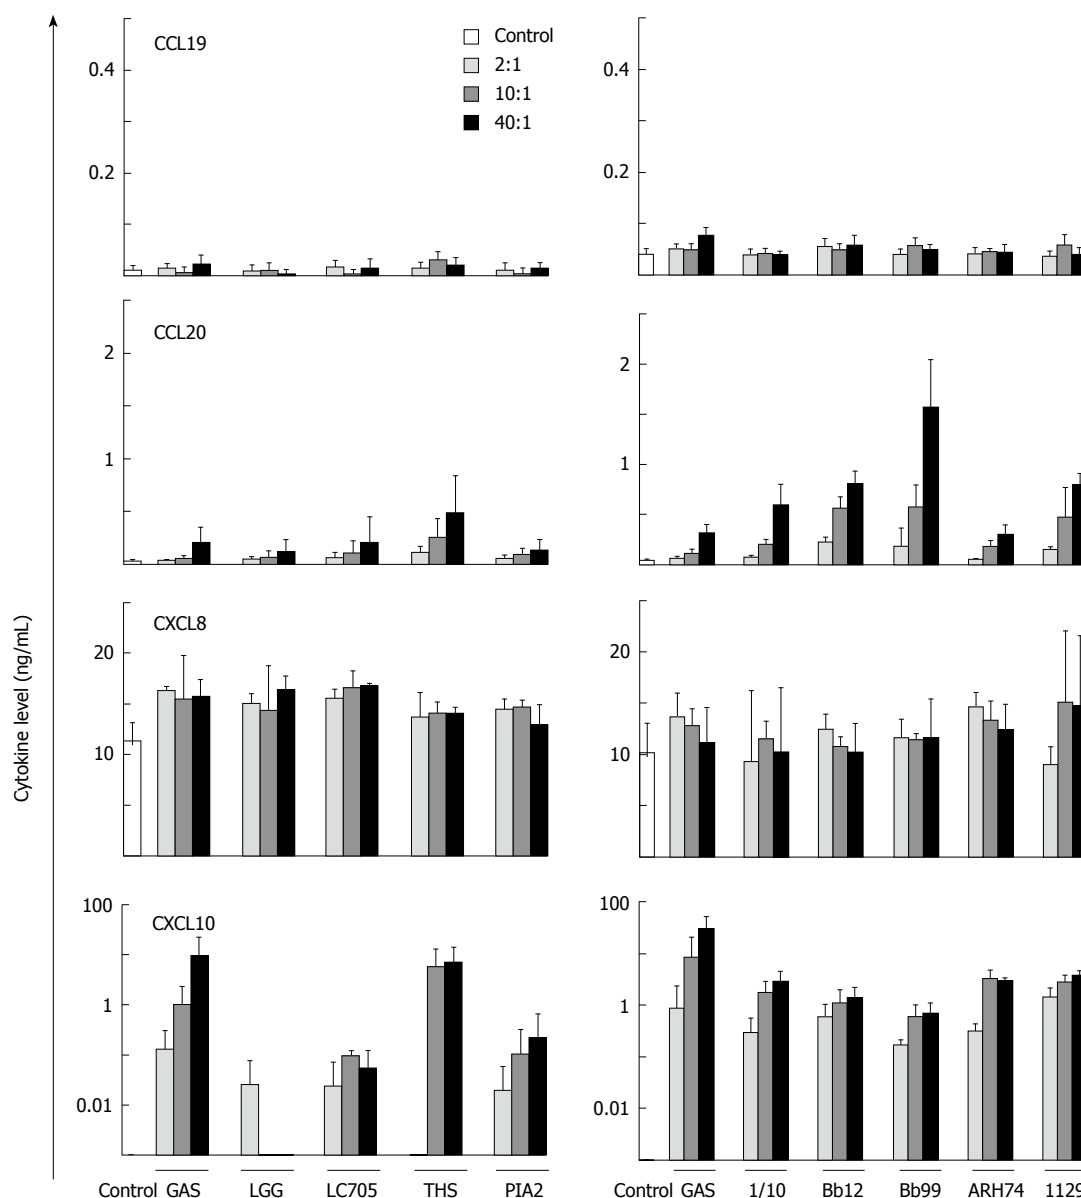 CCL19
Control
2:1
10:1
40:1
0.4
0.2
0.4
0.2
CCL20
2
1
2
1
CXCL8
20
10
20
10
CXCL10
100
1
0.01
100
1
0.01
Cytokine level (ng/mL)
Control GAS LGG LC705 THS PIA2
Control GAS 1/10 Bb12 Bb99 ARH74 1129